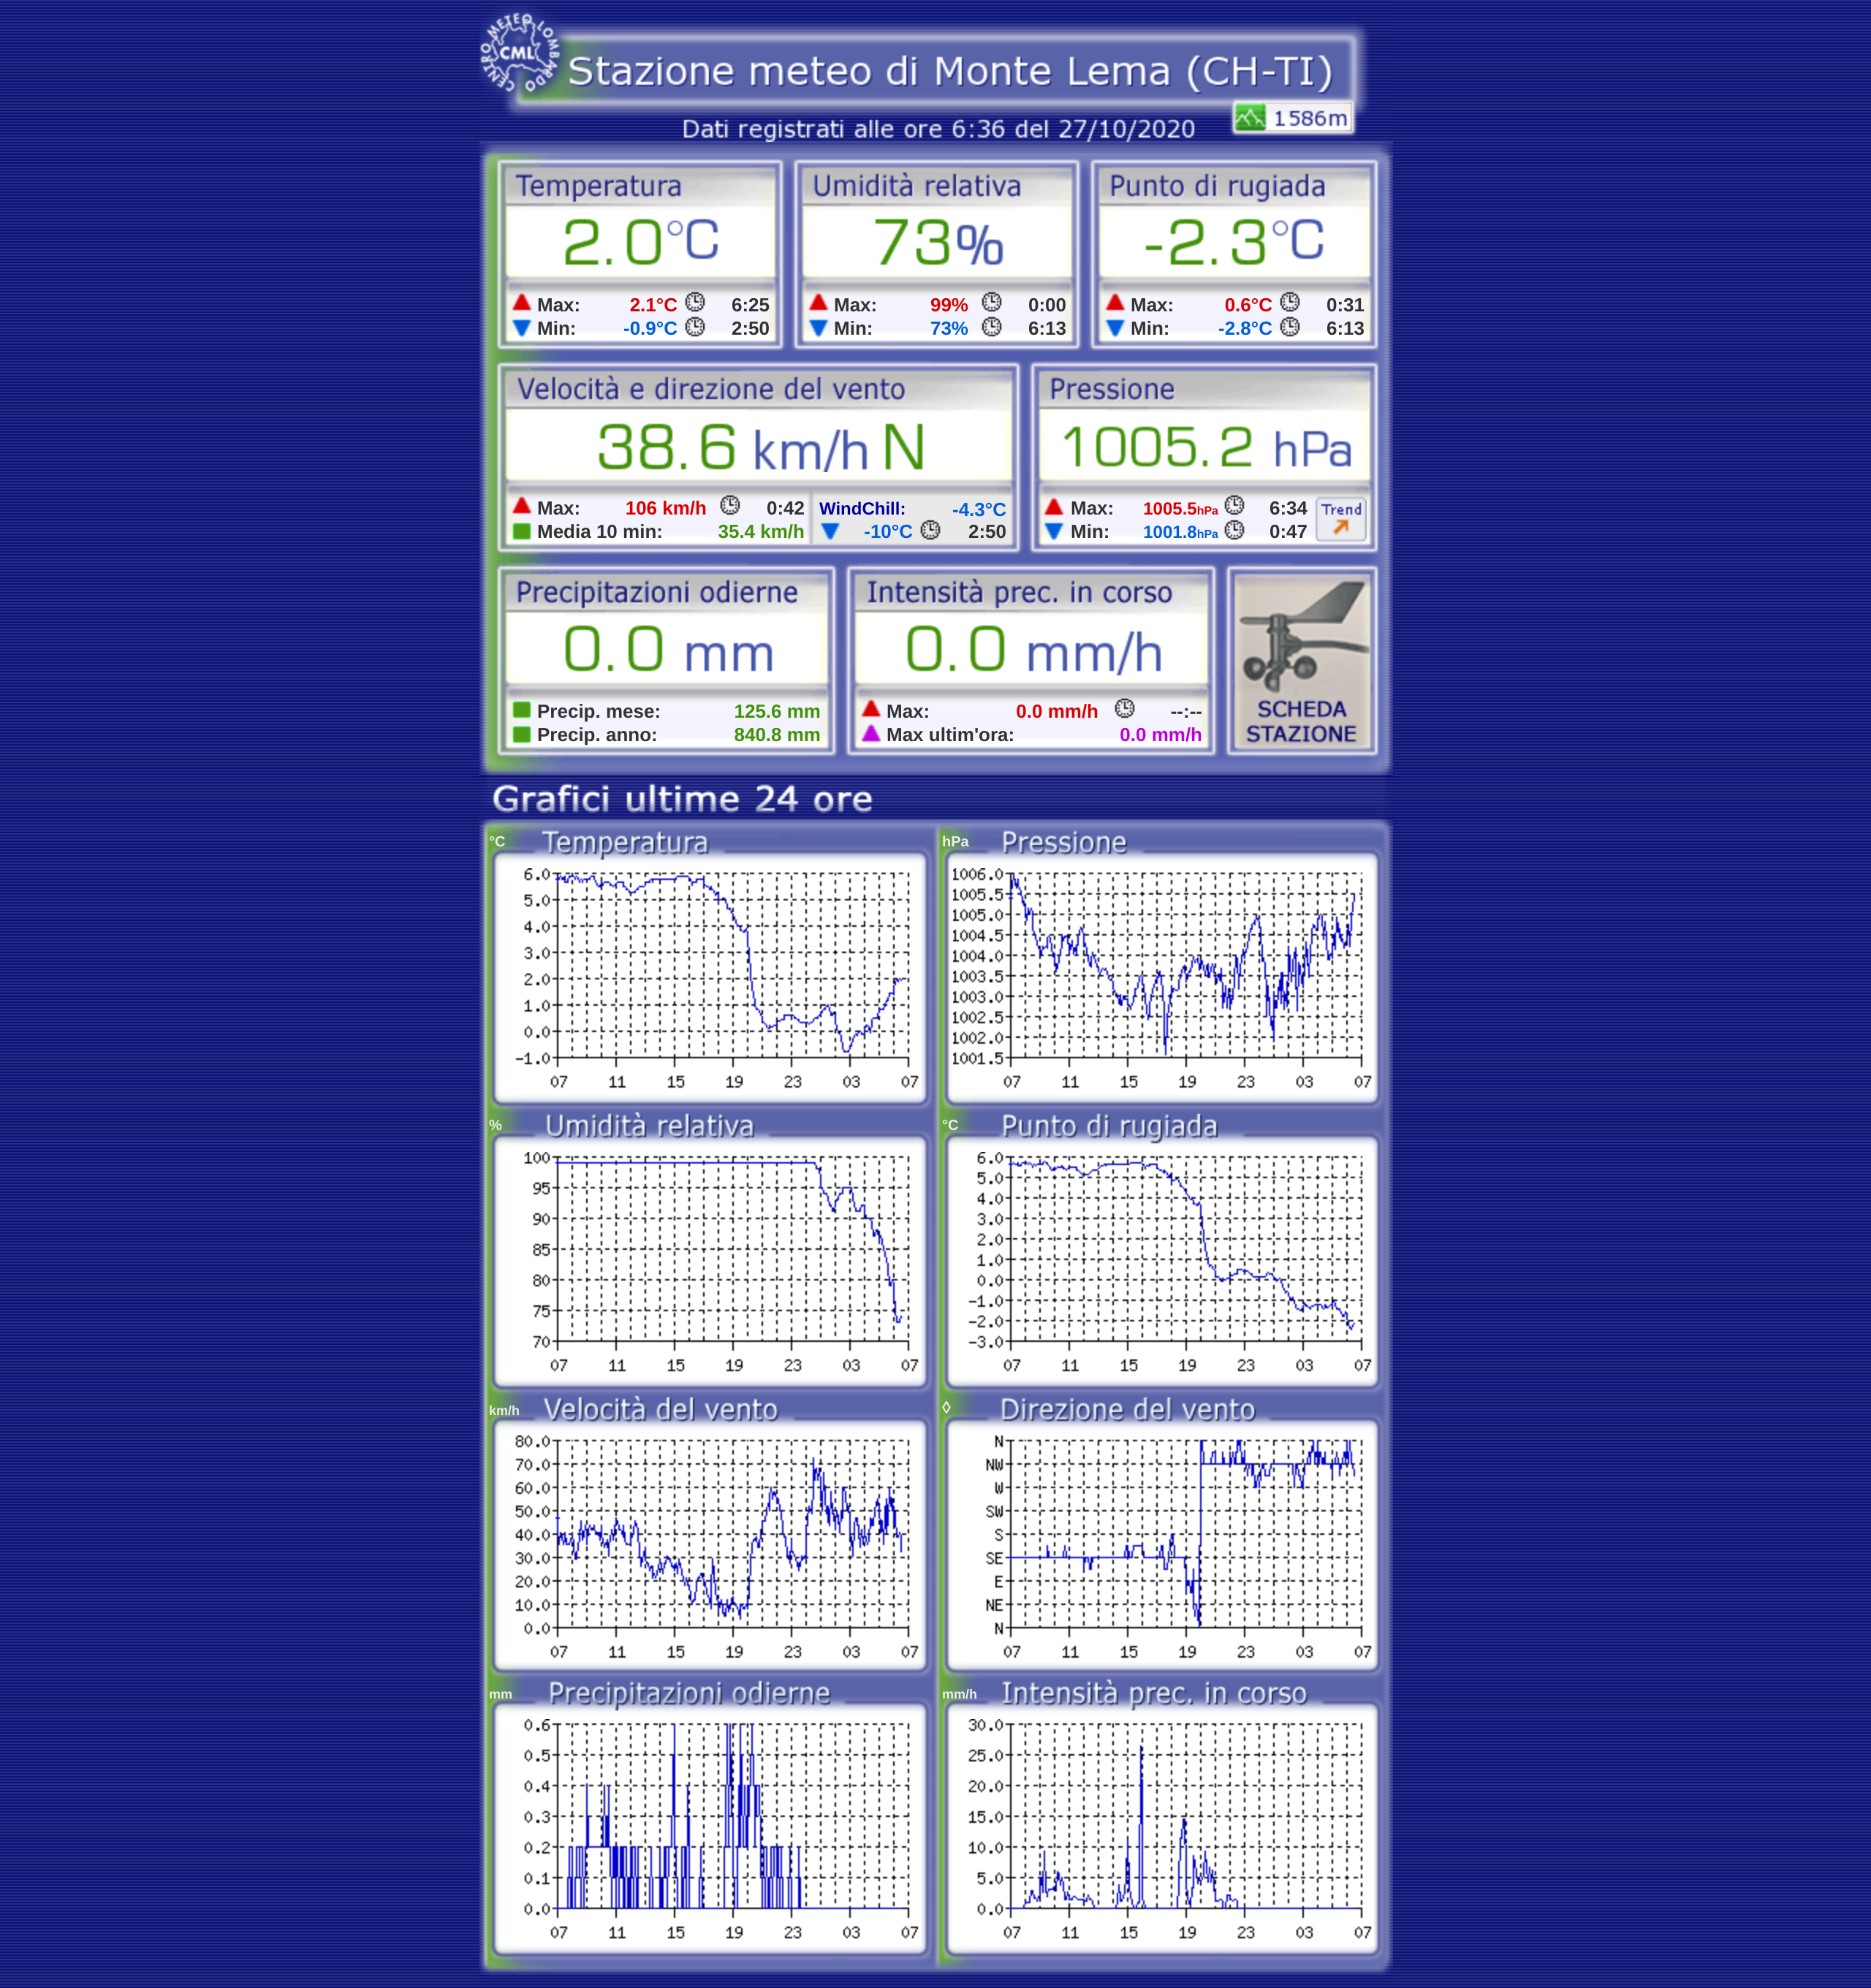 CENTRO METEO LOMBARDO
CML
Stazione meteo di Monte Lema (CH-TI)
1586m
Dati registrati alle ore 6:36 del 27/10/2020
Temperatura Umidità relativa Punto di rugiada
2.0°C 73% -2.3°C
Max: 2.1°C 6:25 Max: 99% 0:00 Max: 0.6°C 0:31
Min: -0.9°C 2:50 Min: 73% 6:13 Min: -2.8°C 6:13
Velocità e direzione del vento Pressione
38.6 km/h N 1005.2 hPa
Max: 106 km/h 0:42 WindChill: -4.3°C Max: 1005.5hPa 6:34 Trend
Media 10 min: 35.4 km/h -10°C 2:50 Min: 1001.8hPa 0:47
Precipitazioni odierne Intensità prec. in corso
0.0 mm 0.0 mm/h
Precip. mese: 125.6 mm Max: 0.0 mm/h --:-- SCHEDA
Precip. anno: 840.8 mm Max ultim'ora: 0.0 mm/h STAZIONE
Grafici ultime 24 ore
°C Temperatura
6.0
5.0
4.0
3.0
2.0
1.0
0.0
-1.0
07 11 15 19 23 03 07
hPa Pressione
1006.0
1005.5
1005.0
1004.5
1004.0
1003.5
1003.0
1002.5
1002.0
1001.5
07 11 15 19 23 03 07
% Umidità relativa
100
95
90
85
80
75
70
07 11 15 19 23 03 07
°C Punto di rugiada
6.0
5.0
4.0
3.0
2.0
1.0
0.0
-1.0
-2.0
-3.0
07 11 15 19 23 03 07
km/h Velocità del vento
80.0
70.0
60.0
50.0
40.0
30.0
20.0
10.0
0.0
07 11 15 19 23 03 07
◊ Direzione del vento
N
NW
W
SW
S
SE
E
NE
N
07 11 15 19 23 03 07
mm Precipitazioni odierne
0.6
0.5
0.4
0.3
0.2
0.1
0.0
07 11 15 19 23 03 07
mm/h Intensità prec. in corso
30.0
25.0
20.0
15.0
10.0
5.0
0.0
07 11 15 19 23 03 07